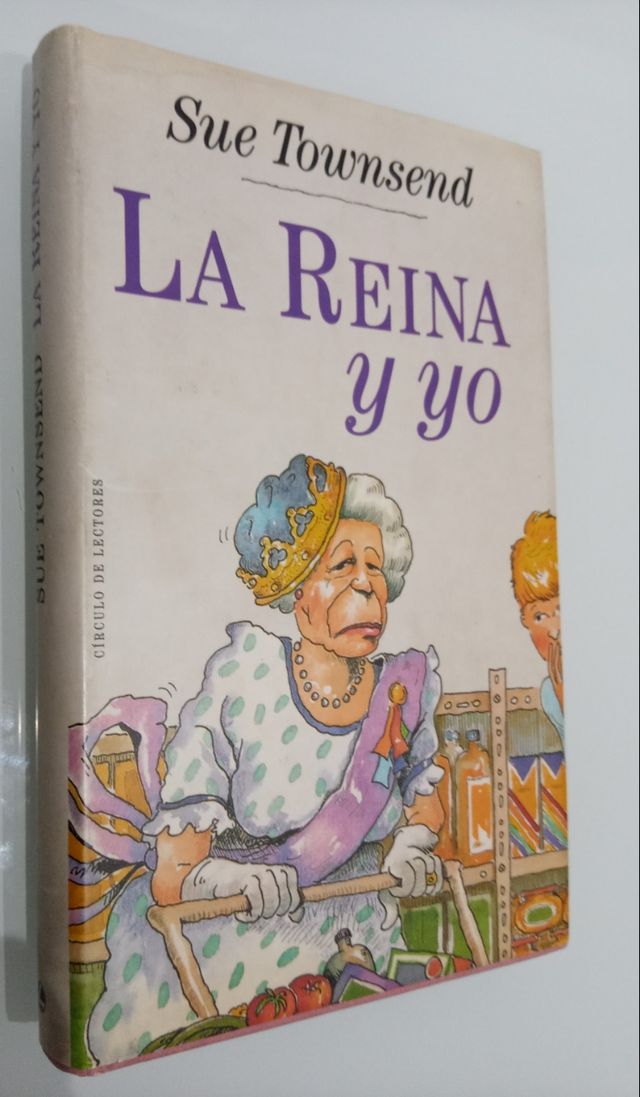 Sue Townsend
LA REINA
y yo
CÍRCULO DE LECTORES
SUE TOWNSEND LA REINA Y YO